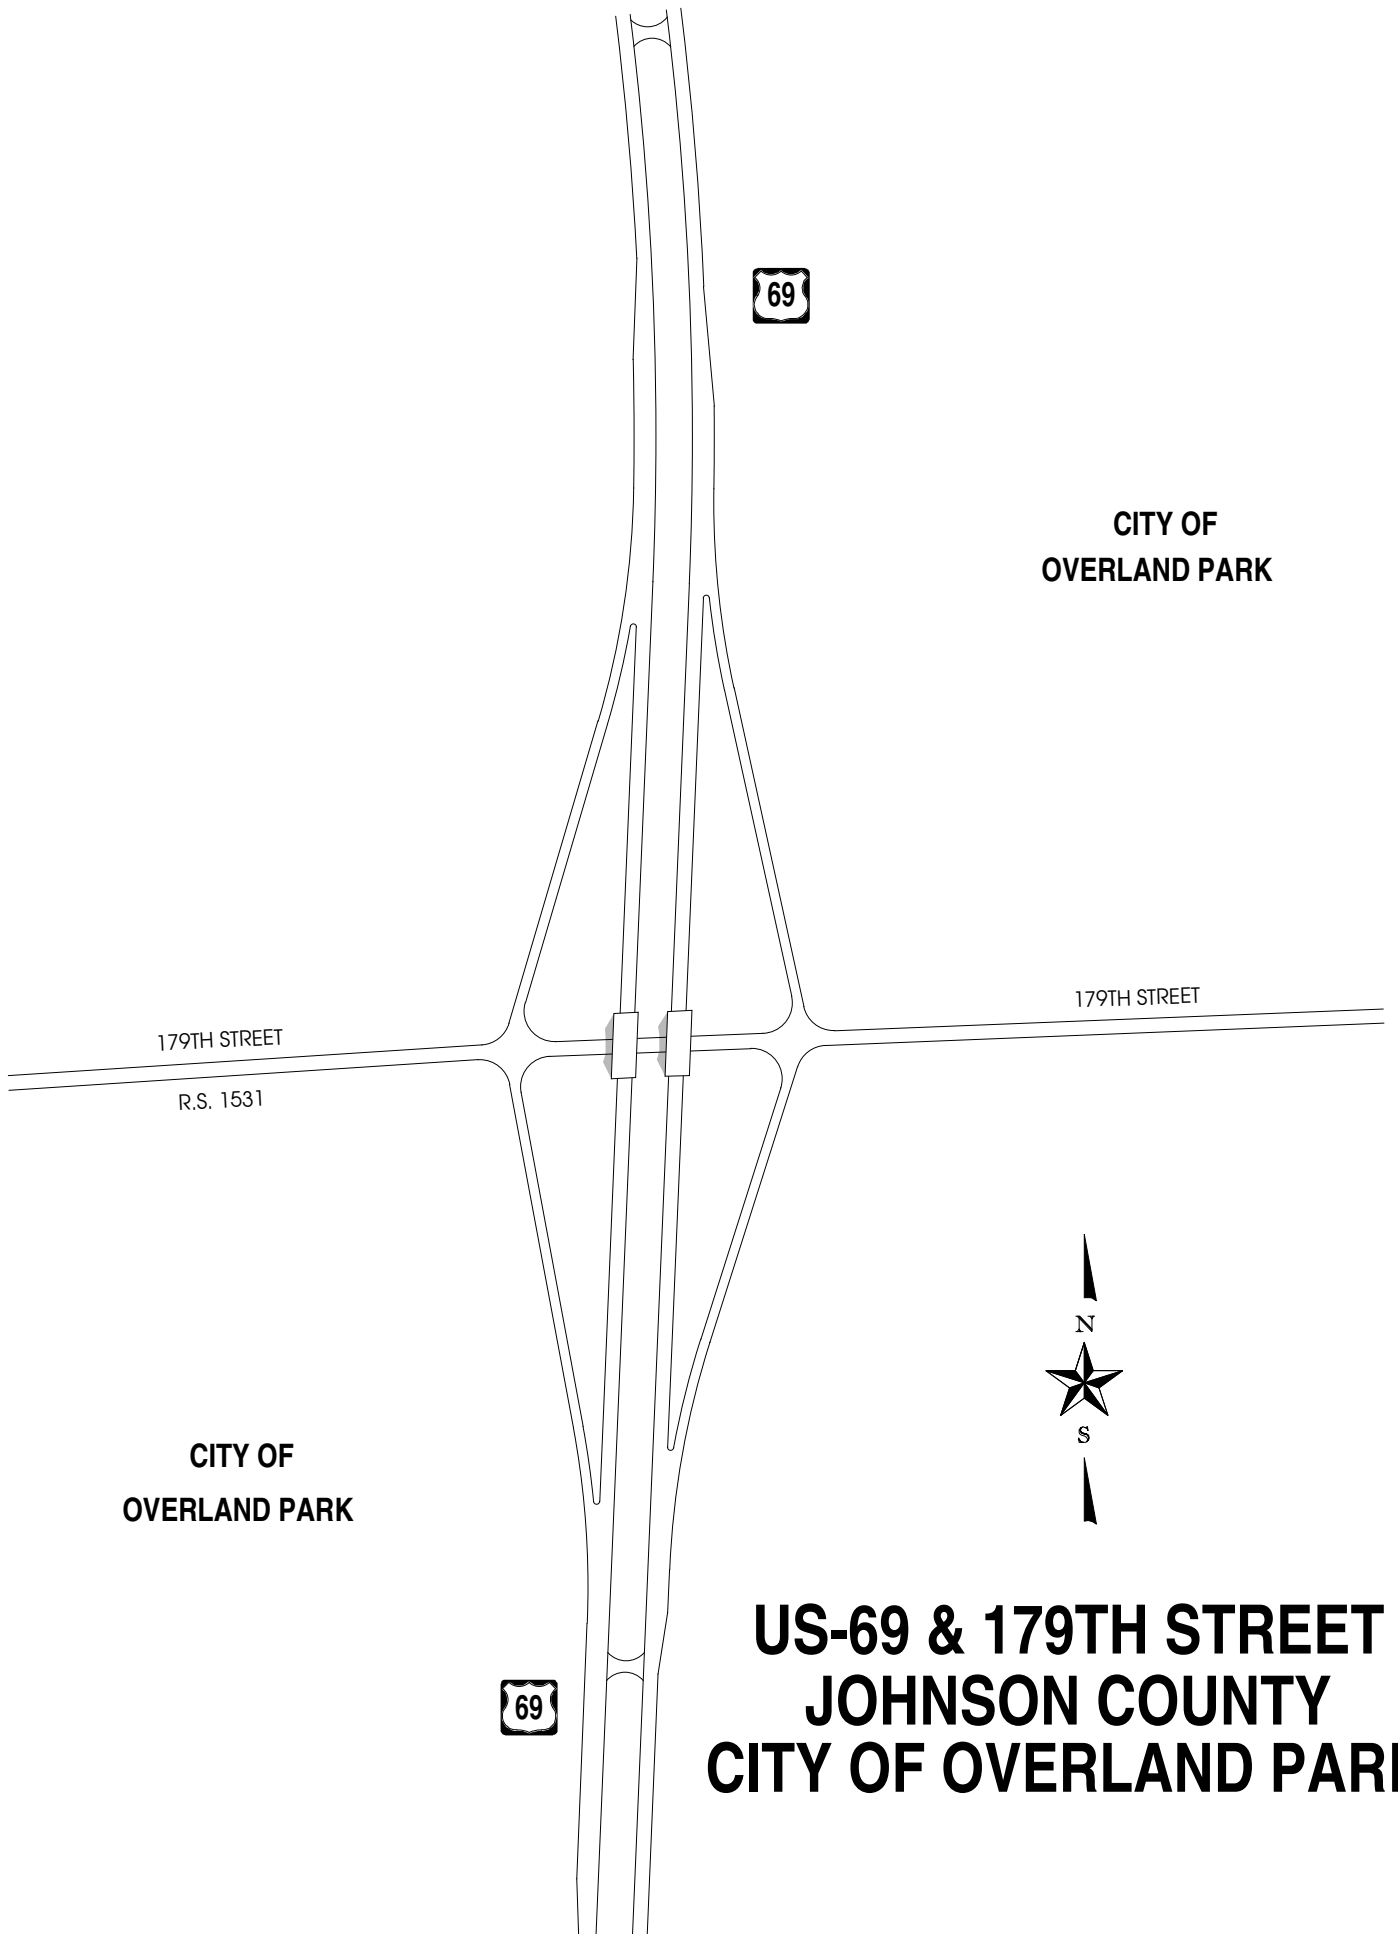 69
CITY OF
OVERLAND PARK
179TH STREET
179TH STREET
R.S. 1531
N
S
CITY OF
OVERLAND PARK
US-69 & 179TH STREET
JOHNSON COUNTY
69
CITY OF OVERLAND PARK